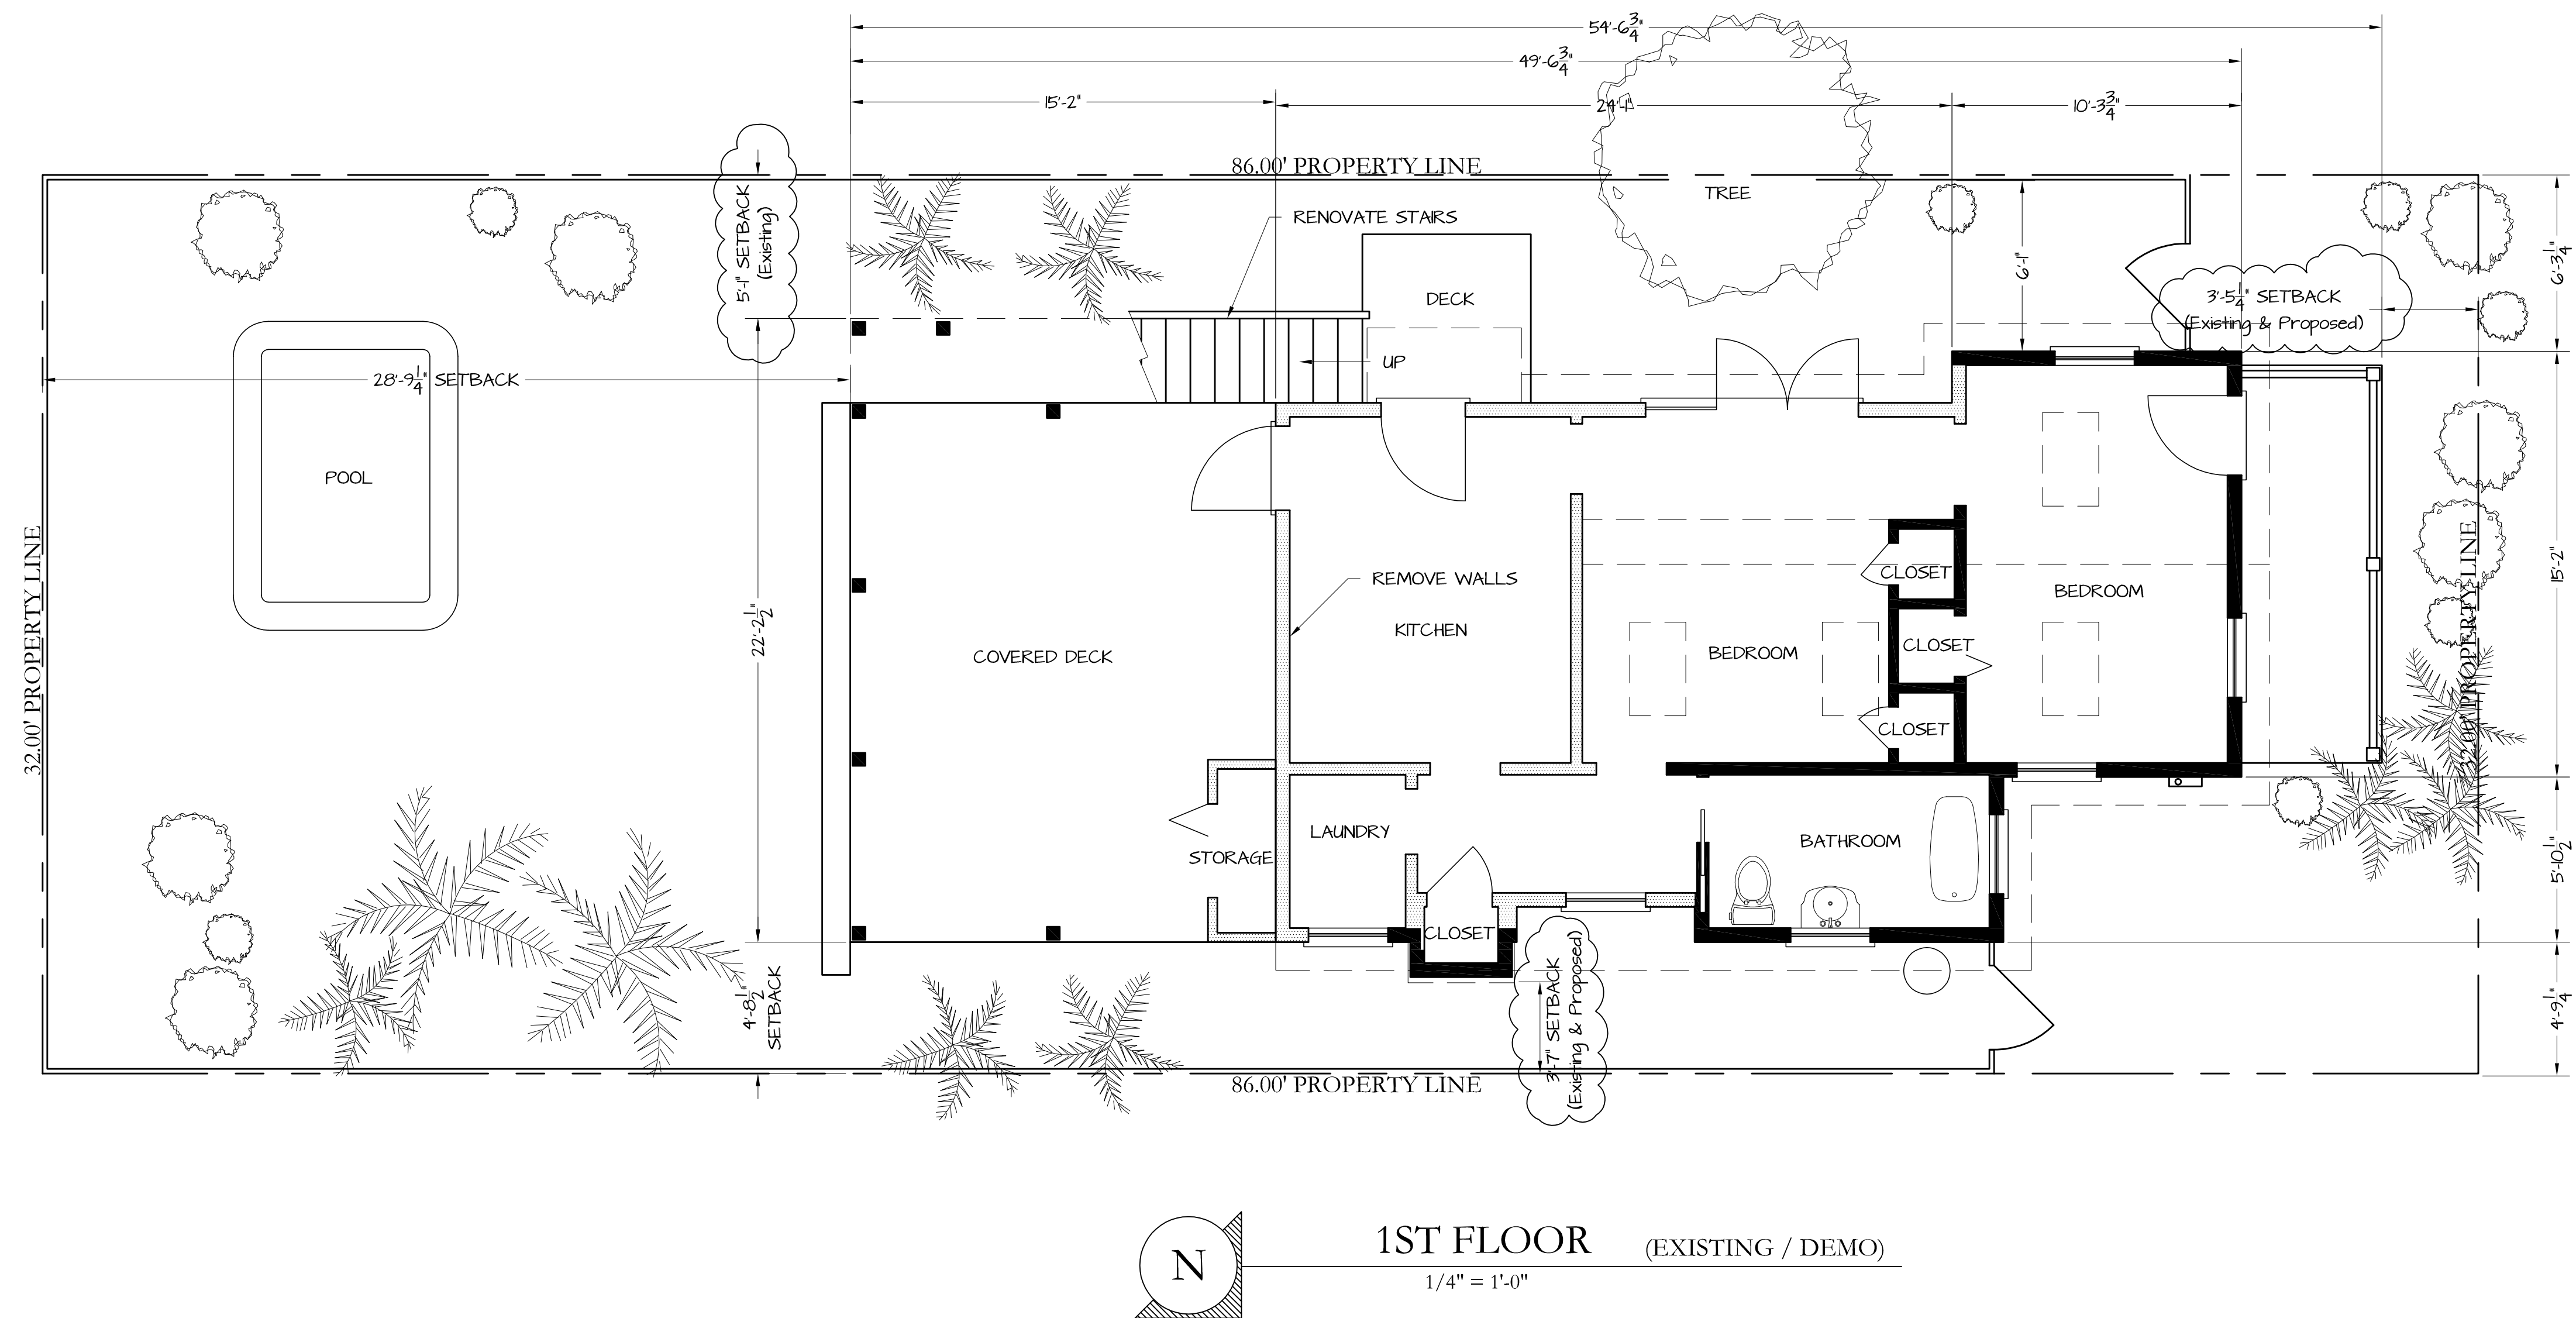 54'-6 3/4"
49'-6 3/4"
15'-2"
24'-1"
10'-3 3/4"
86.00' PROPERTY LINE
TREE
RENOVATE STAIRS
5'-1" SETBACK
(Existing)
6'-1"
6'-3 1/4"
DECK
3'-5 1/4" SETBACK
(Existing & Proposed)
UP
28'-9 1/4" SETBACK
POOL
32.00' PROPERTY LINE
REMOVE WALLS
CLOSET
BEDROOM
15'-2"
32.00' PROPERTY LINE
22'-2 1/2"
KITCHEN
COVERED DECK
BEDROOM
CLOSET
CLOSET
LAUNDRY
BATHROOM
STORAGE
5'-10 1/2"
CLOSET
4'-8 1/2"
SETBACK
3'-7" SETBACK
(Existing & Proposed)
4'-9 1/4"
86.00' PROPERTY LINE
N
1ST FLOOR (EXISTING / DEMO)
1/4" = 1'-0"